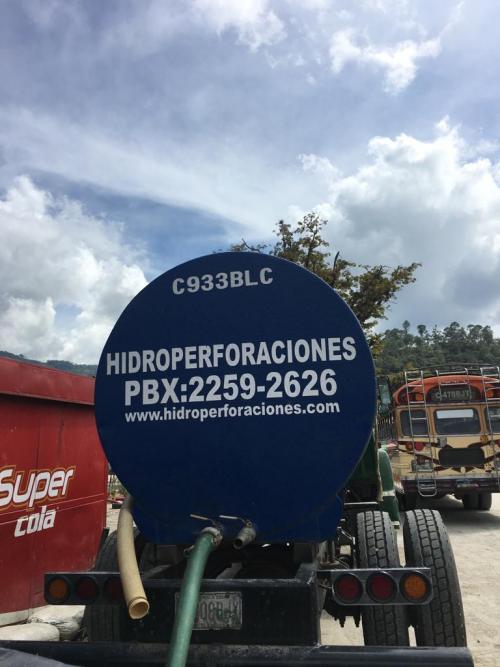 C933BLC
HIDROPERFORACIONES
PBX:2259-2626
www.hidroperforaciones.com
Super
cola